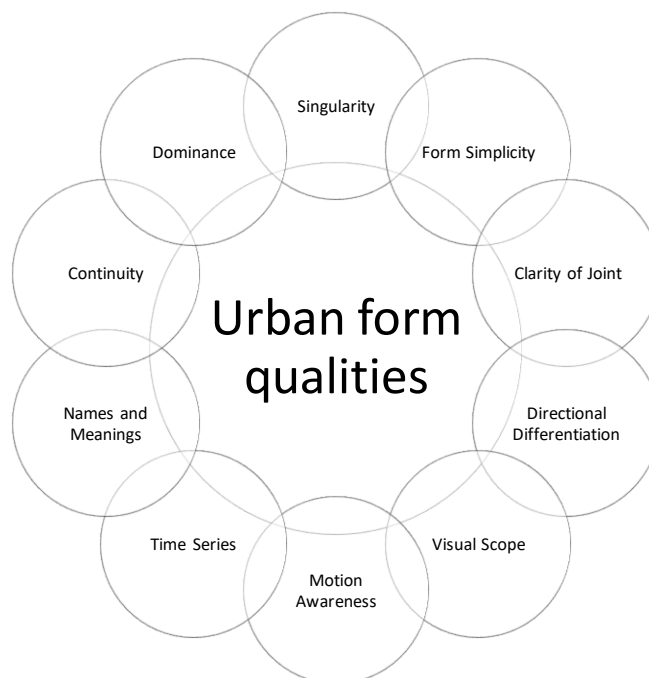 Singularity
Form Simplicity
Clarity of Joint
Directional
Differentiation
Visual Scope
Motion
Awareness
Time Series
Names and
Meanings
Continuity
Dominance
Urban form
qualities